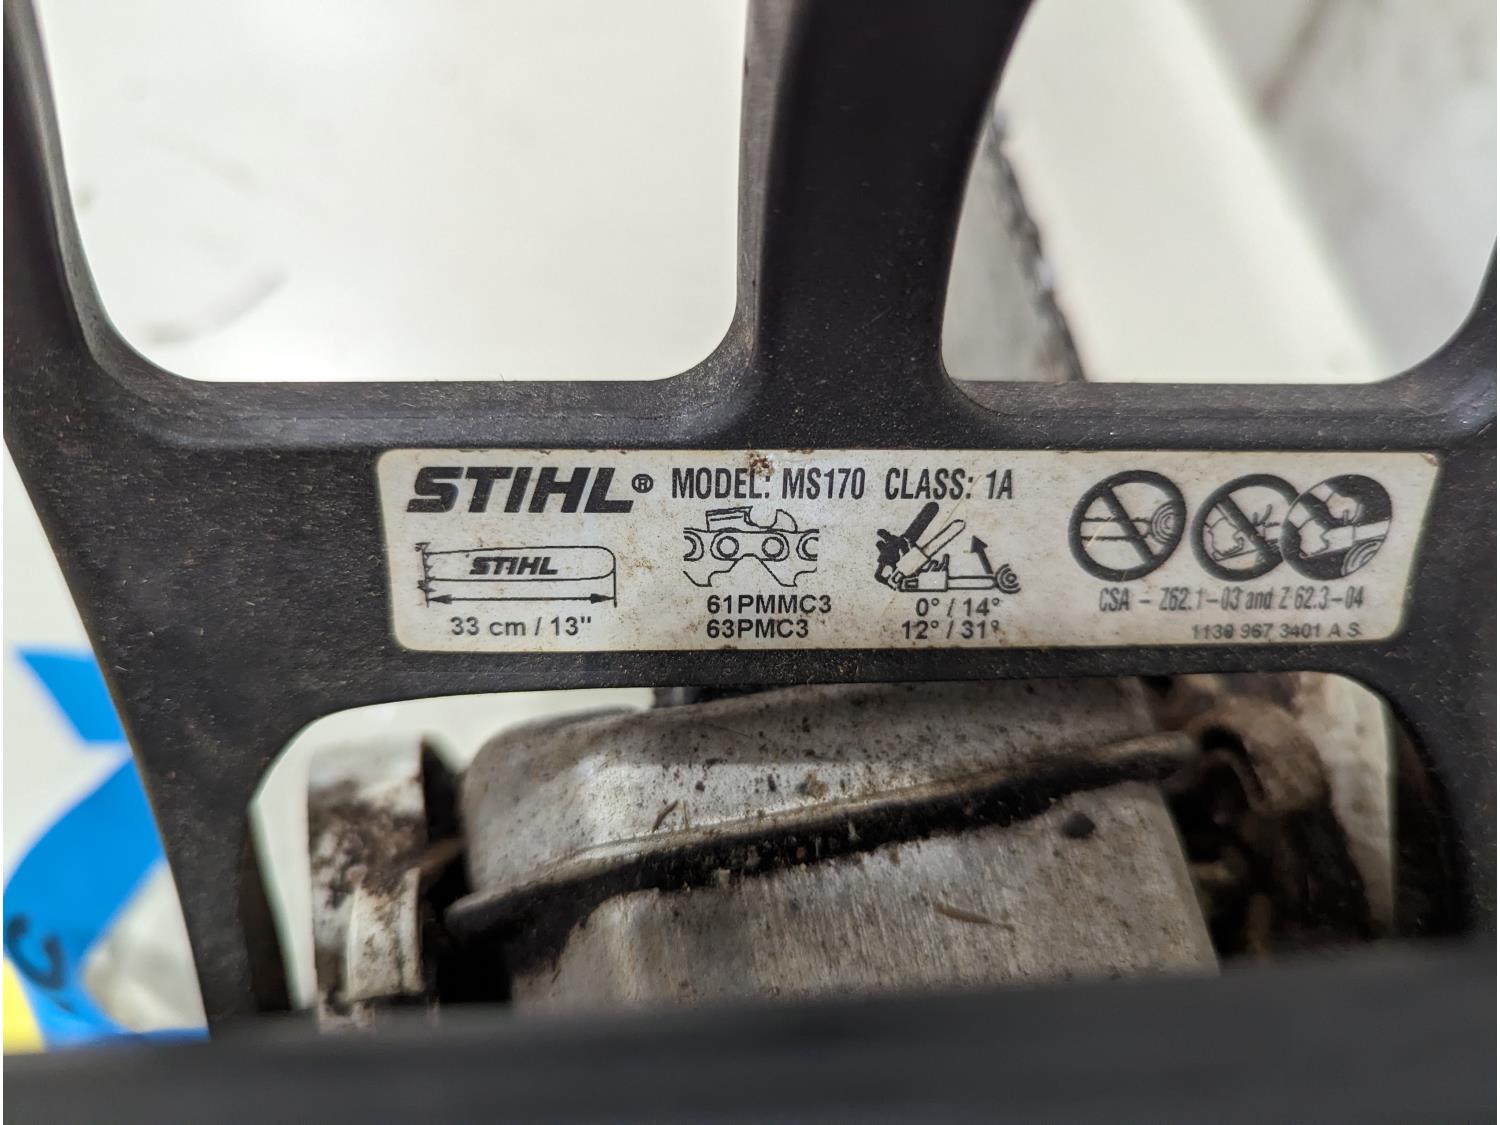 STIHL® MODEL: MS170 CLASS: 1A
STIHL
33 cm / 13"
61PMMC3
63PMC3
0° / 14°
12° / 31°
CSA - Z62.1-03 and Z 62.3-04
1130 967 3401 A S